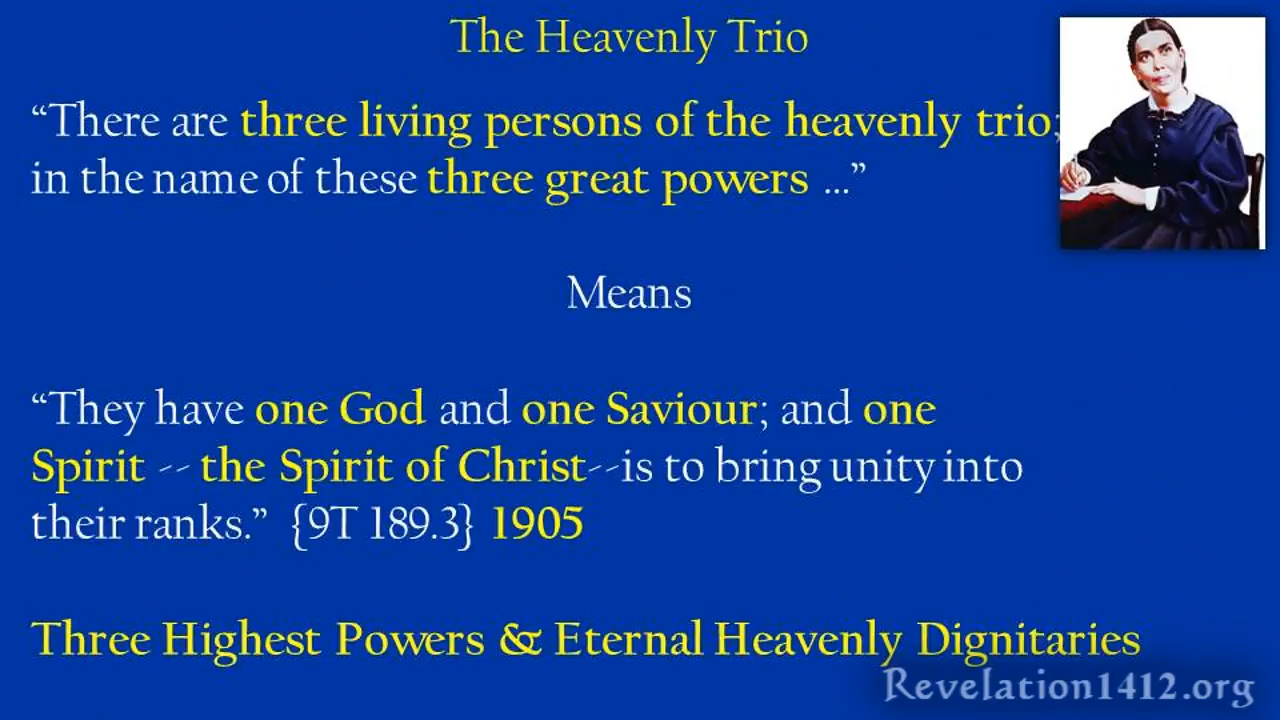 The Heavenly Trio
“There are three living persons of the heavenly trio;
in the name of these three great powers ...”
Means
“They have one God and one Saviour; and one
Spirit -- the Spirit of Christ--is to bring unity into
their ranks.” {9T 189.3} 1905
Three Highest Powers & Eternal Heavenly Dignitaries
Revelation1412.org